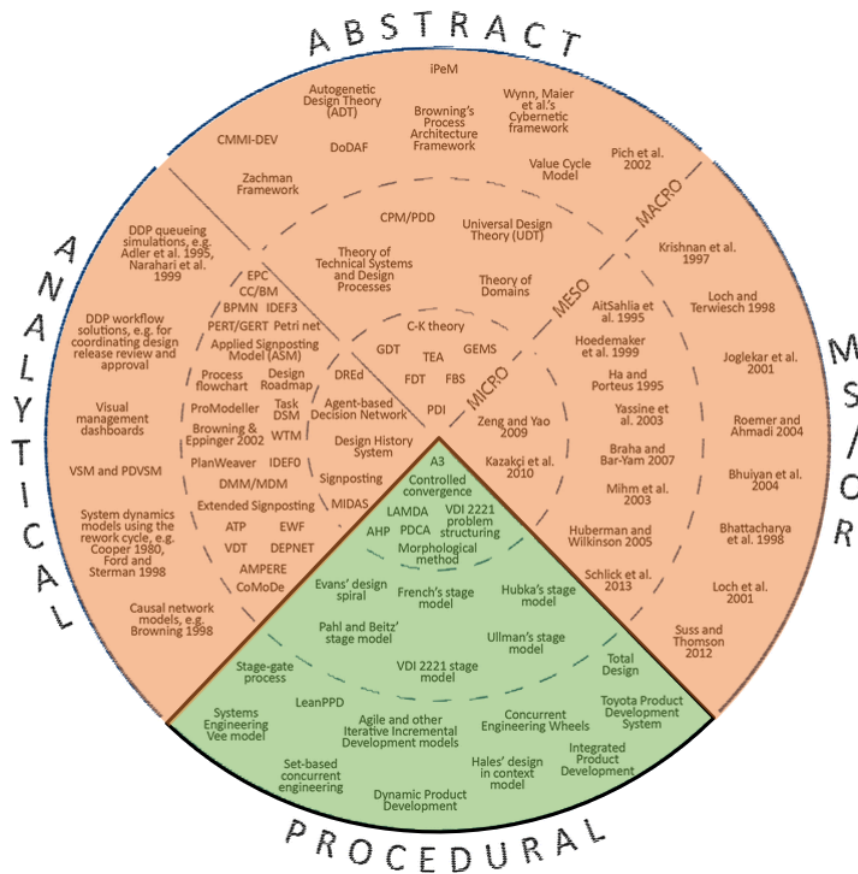 ABSTRACT
iPeM
Autogenetic
Design Theory
(ADT)
Wynn, Maier
et al.'s
Cybernetic
framework
Browning's
Process
Architecture
Framework
CMMI-DEV
DoDAF
Pich et al.
2002
Value Cycle
Model
Zachman
Framework
MACRO
CPM/PDD
Universal Design
Theory (UDT)
Theory of
Technical Systems
and Design
Processes
Theory of
Domains
MESO
C-K theory
GDT
TEA
GEMS
FDT
FBS
PDI
MICRO
ANALYTICAL
DDP queueing
simulations, e.g.
Adler et al. 1995,
Narahari et al.
1999
DDP workflow
solutions, e.g. for
coordinating design
release review and
approval
Visual
management
dashboards
VSM and PDVSM
System dynamics
models using the
rework cycle, e.g.
Cooper 1980,
Ford and
Sterman 1998
Causal network
models, e.g.
Browning 1998
EPC
CC/BM
BPMN IDEF3
PERT/GERT Petri net
Applied Signposting
Model (ASM)
Process
flowchart
Design
Roadmap
ProModeller
Task
DSM
Browning &
Eppinger 2002
WTM
PlanWeaver IDEF0
DMM/MDM
Extended Signposting
ATP EWF
VDT DEPNET
AMPERE
CoMoDe
DREd
Agent-based
Decision Network
Design History
System
Signposting
MIDAS
MSIOR
Krishnan et al.
1997
Loch and
Terwiesch 1998
Joglekar et al.
2001
Roemer and
Ahmadi 2004
Bhuiyan et al.
2004
Bhattacharya
et al. 1998
Loch et al.
2001
Suss and
Thomson
2012
AitSahlia et
al. 1995
Hoedemaker
et al. 1999
Ha and
Porteus 1995
Yassine et
al. 2003
Braha and
Bar-Yam 2007
Mihm et al.
2003
Huberman and
Wilkinson 2005
Schlick et al.
2013
Zeng and Yao
2009
Kazakçi et al.
2010
A3
Controlled
convergence
LAMDA
VDI 2221
problem
structuring
AHP PDCA
Morphological
method
Evans' design
spiral
French's stage
model
Hubka's stage
model
Pahl and Beitz'
stage model
Ullman's stage
model
VDI 2221 stage
model
Stage-gate
process
Total
Design
LeanPPD
Systems
Engineering
Vee model
Agile and other
Iterative Incremental
Development models
Concurrent
Engineering Wheels
Toyota Product
Development
System
Set-based
concurrent
engineering
Hales' design
in context
model
Integrated
Product
Development
Dynamic Product
Development
PROCEDURAL